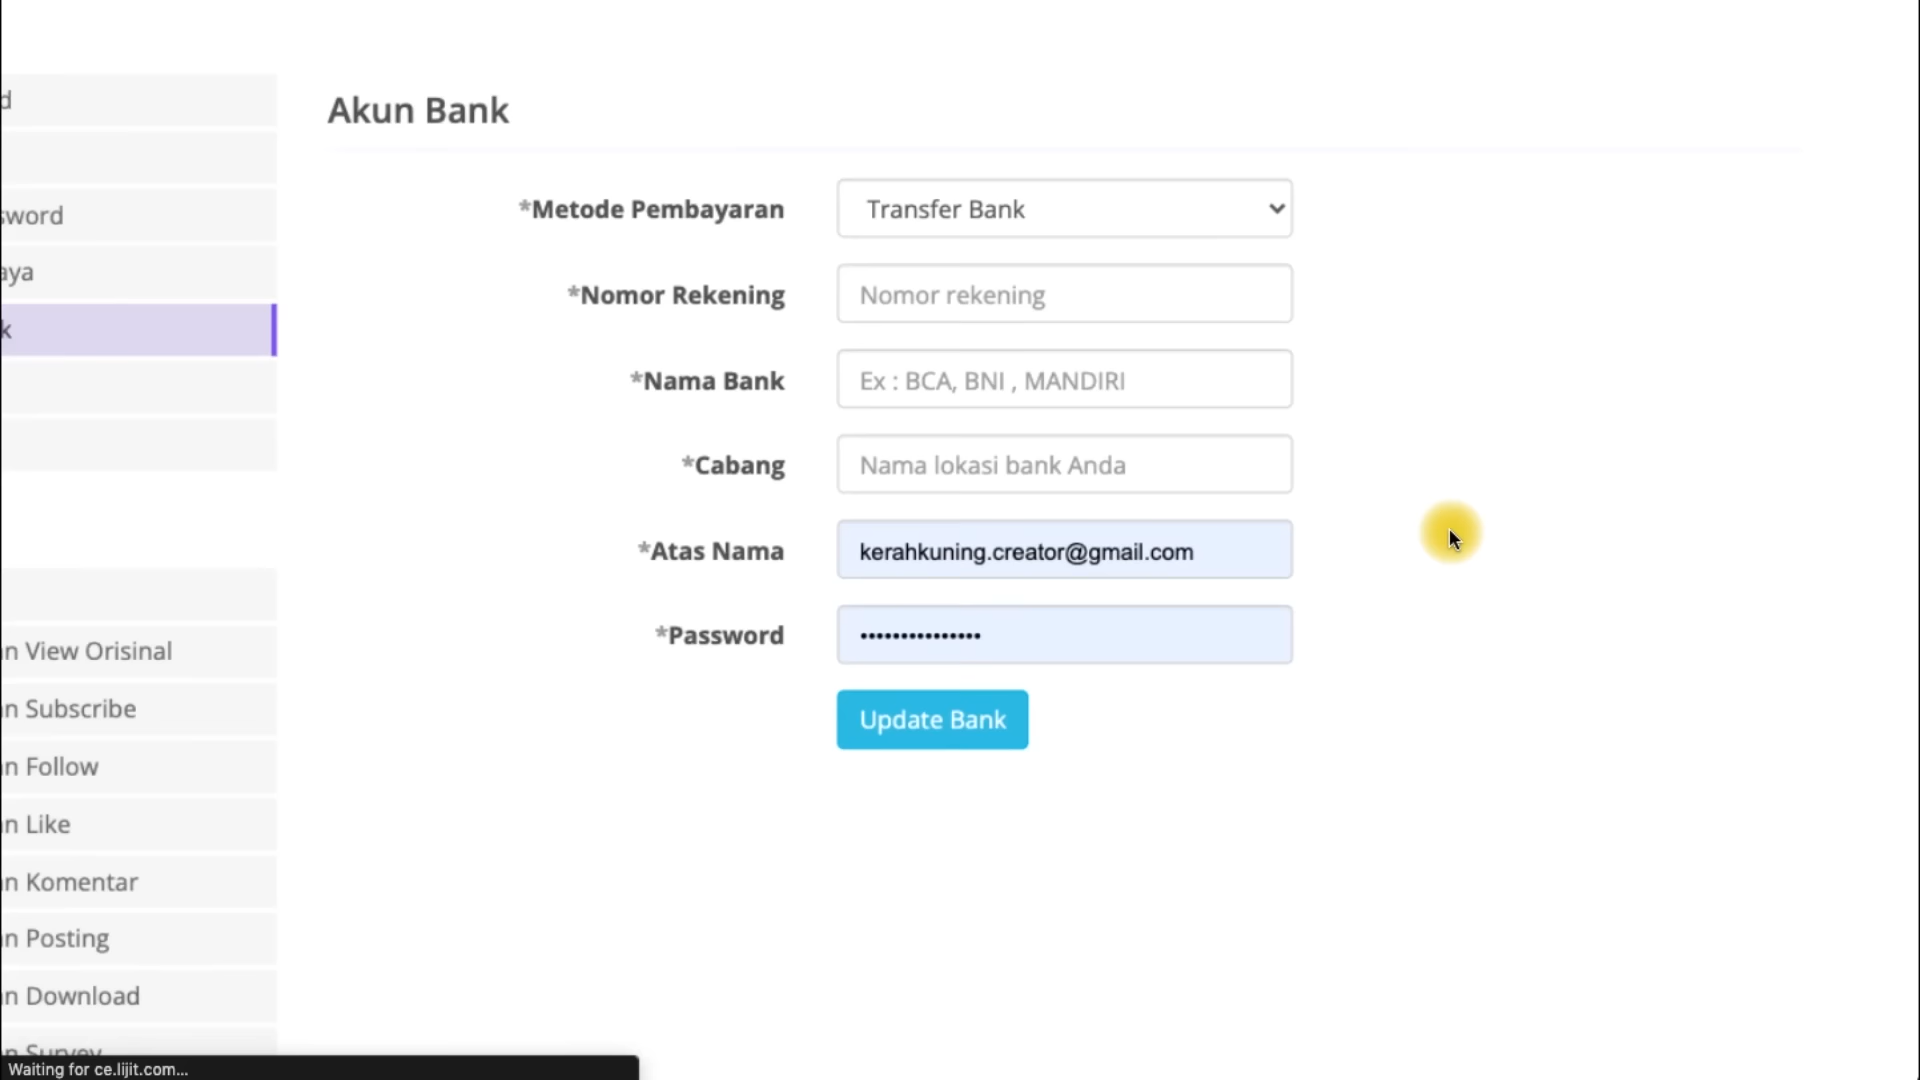 d
Akun Bank
*Metode Pembayaran
Transfer Bank
sword
aya
*Nomor Rekening
Nomor rekening
k
*Nama Bank
Ex : BCA, BNI , MANDIRI
*Cabang
Nama lokasi bank Anda
*Atas Nama
kerahkuning.creator@gmail.com
*Password
•••••••••••••••
Update Bank
n View Orisinal
n Subscribe
n Follow
n Like
n Komentar
n Posting
n Download
n Survey
Waiting for ce.lijit.com...